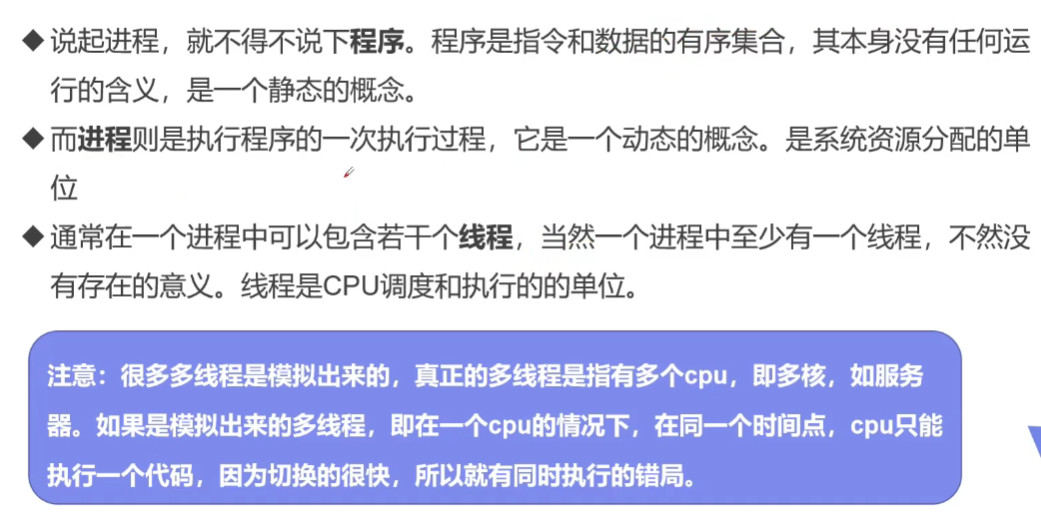 ◆ 说起进程，就不得不说下程序。程序是指令和数据的有序集合，其本身没有任何运
行的含义，是一个静态的概念。
◆ 而进程则是执行程序的一次执行过程，它是一个动态的概念。是系统资源分配的单
位
◆ 通常在一个进程中可以包含若干个线程，当然一个进程中至少有一个线程，不然没
有存在的意义。线程是CPU调度和执行的的单位。
注意：很多多线程是模拟出来的，真正的多线程是指有多个cpu，即多核，如服务
器。如果是模拟出来的多线程，即在一个cpu的情况下，在同一个时间点，cpu只能
执行一个代码，因为切换的很快，所以就有同时执行的错局。